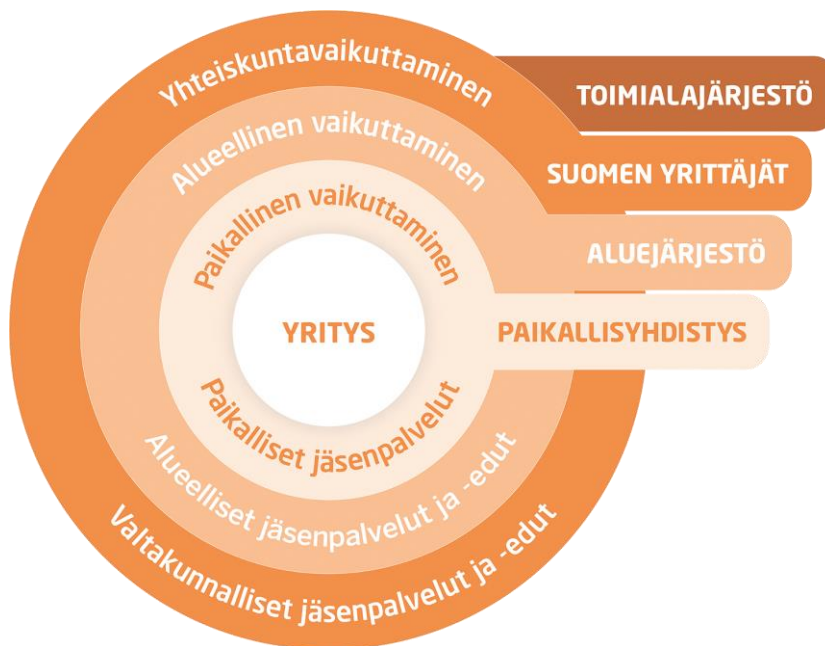 Yhteiskuntavaikuttaminen
TOIMIALAJÄRJESTÖ
Alueellinen vaikuttaminen
SUOMEN YRITTÄJÄT
Paikallinen vaikuttaminen
ALUEJÄRJESTÖ
YRITYS
PAIKALLISYHDISTYS
Paikalliset jäsenpalvelut
Alueelliset jäsenpalvelut ja -edut
Valtakunnalliset jäsenpalvelut ja -edut